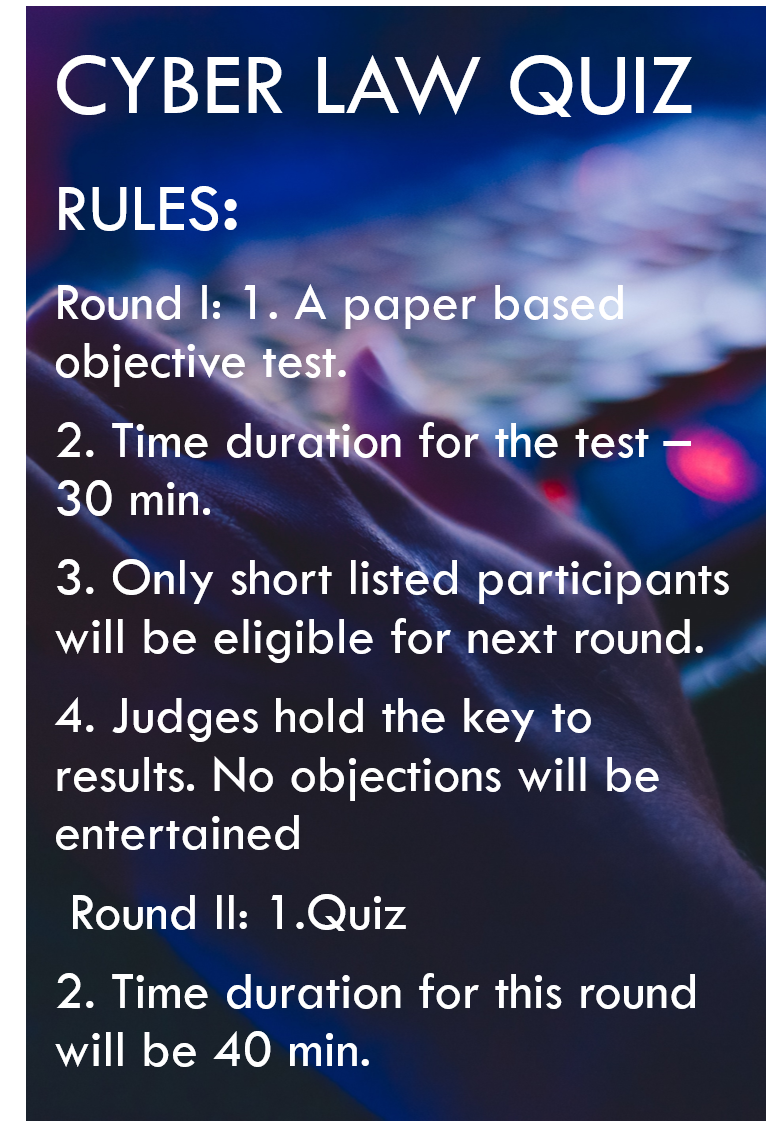 CYBER LAW QUIZ
RULES:
Round I: 1. A paper based
objective test.
2. Time duration for the test –
30 min.
3. Only short listed participants
will be eligible for next round.
4. Judges hold the key to
results. No objections will be
entertained
Round II: 1.Quiz
2. Time duration for this round
will be 40 min.